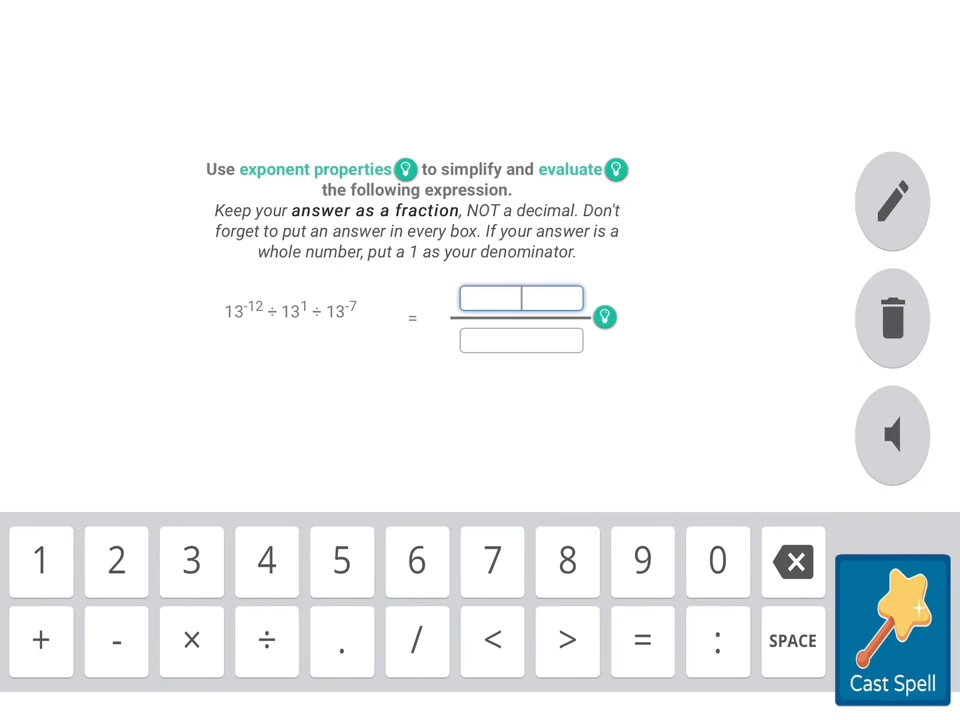 Use exponent properties to simplify and evaluate
the following expression.
Keep your answer as a fraction, NOT a decimal. Don't
forget to put an answer in every box. If your answer is a
whole number, put a 1 as your denominator.
13⁻¹² ÷ 13¹ ÷ 13⁻⁷ =
1 2 3 4 5 6 7 8 9 0
+ - × ÷ . / < > = : SPACE
Cast Spell